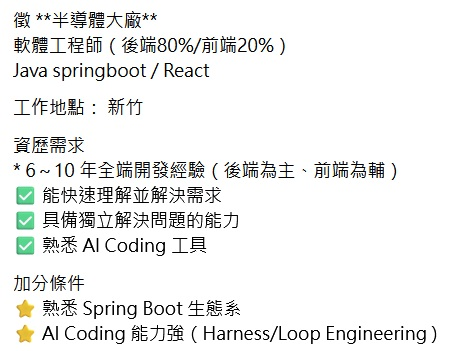 徵 **半導體大廠**
軟體工程師（後端80%/前端20%）
Java springboot / React
工作地點： 新竹
資歷需求
* 6～10 年全端開發經驗（後端為主、前端為輔）
✅ 能快速理解並解決需求
✅ 具備獨立解決問題的能力
✅ 熟悉 AI Coding 工具
加分條件
⭐ 熟悉 Spring Boot 生態系
⭐ AI Coding 能力強（Harness/Loop Engineering）